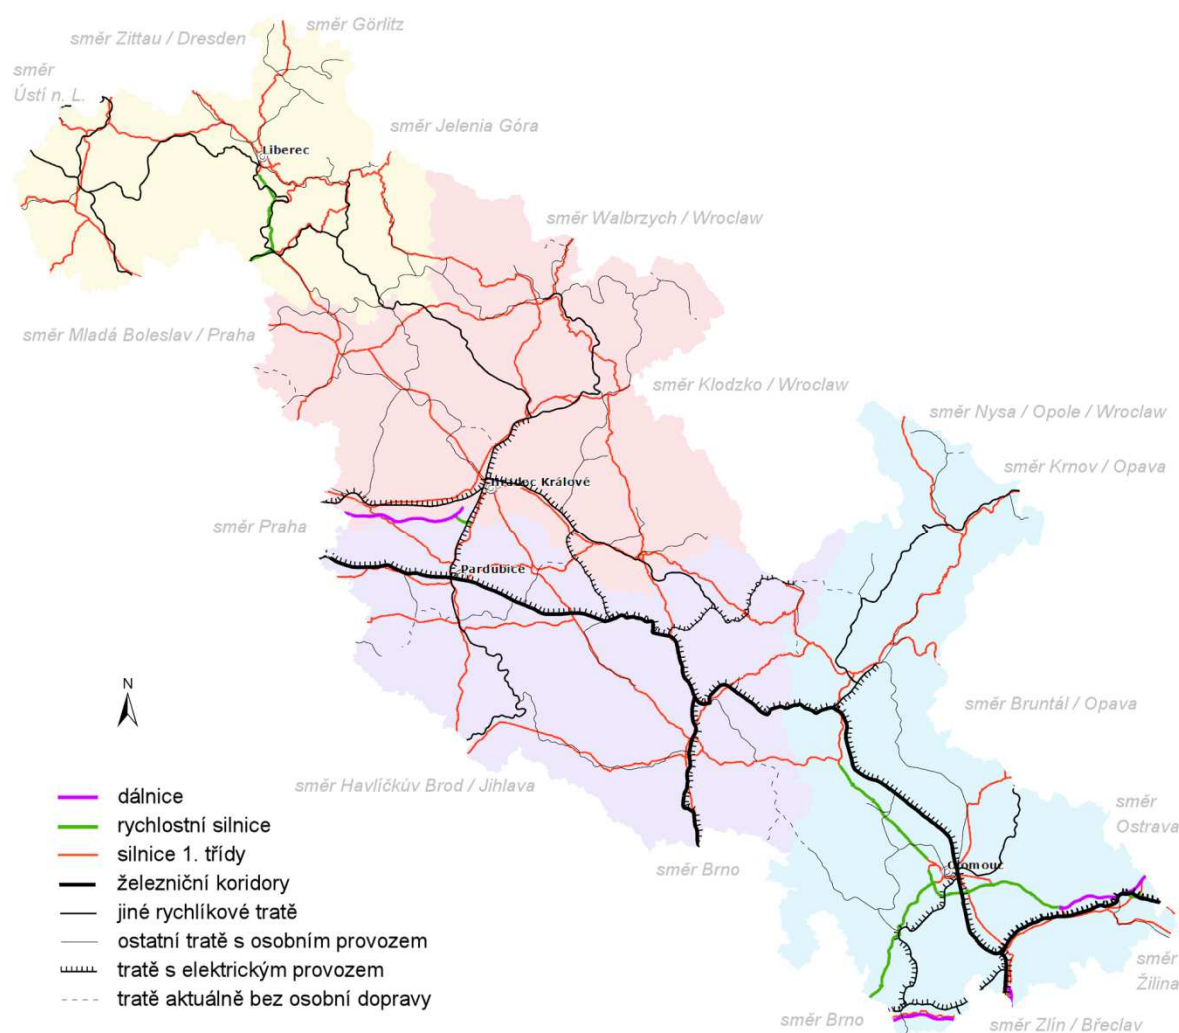 směr Görlitz
směr Zittau / Dresden
směr
Ústí n. L.
směr Jelenia Góra
Liberec
směr Walbrzych / Wroclaw
směr Mladá Boleslav / Praha
směr Klodzko / Wroclaw
směr Nysa / Opole / Wroclaw
směr Krnov / Opava
Hradec Králové
směr Praha
Pardubice
N
směr Bruntál / Opava
směr Havlíčkův Brod / Jihlava
směr
Ostrava
dálnice
rychlostní silnice
silnice 1. třídy
železniční koridory
jiné rychlíkové tratě
ostatní tratě s osobním provozem
tratě s elektrickým provozem
tratě aktuálně bez osobní dopravy
směr Brno
Olomouc
směr
Žilina
směr Brno
směr Zlín / Břeclav